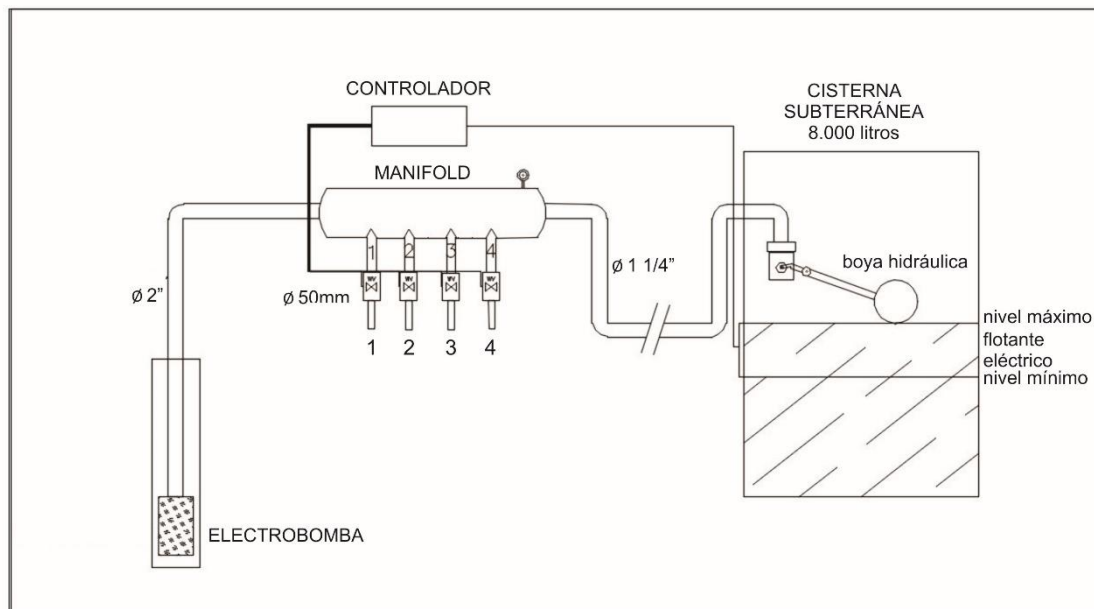 CONTROLADOR
CISTERNA
SUBTERRÁNEA
8.000 litros
MANIFOLD
1
2
3
4
ø 2”
ø 50mm
ø 1 1/4”
boya hidráulica
1
2
3
4
nivel máximo
flotante
eléctrico
nivel mínimo
ELECTROBOMBA